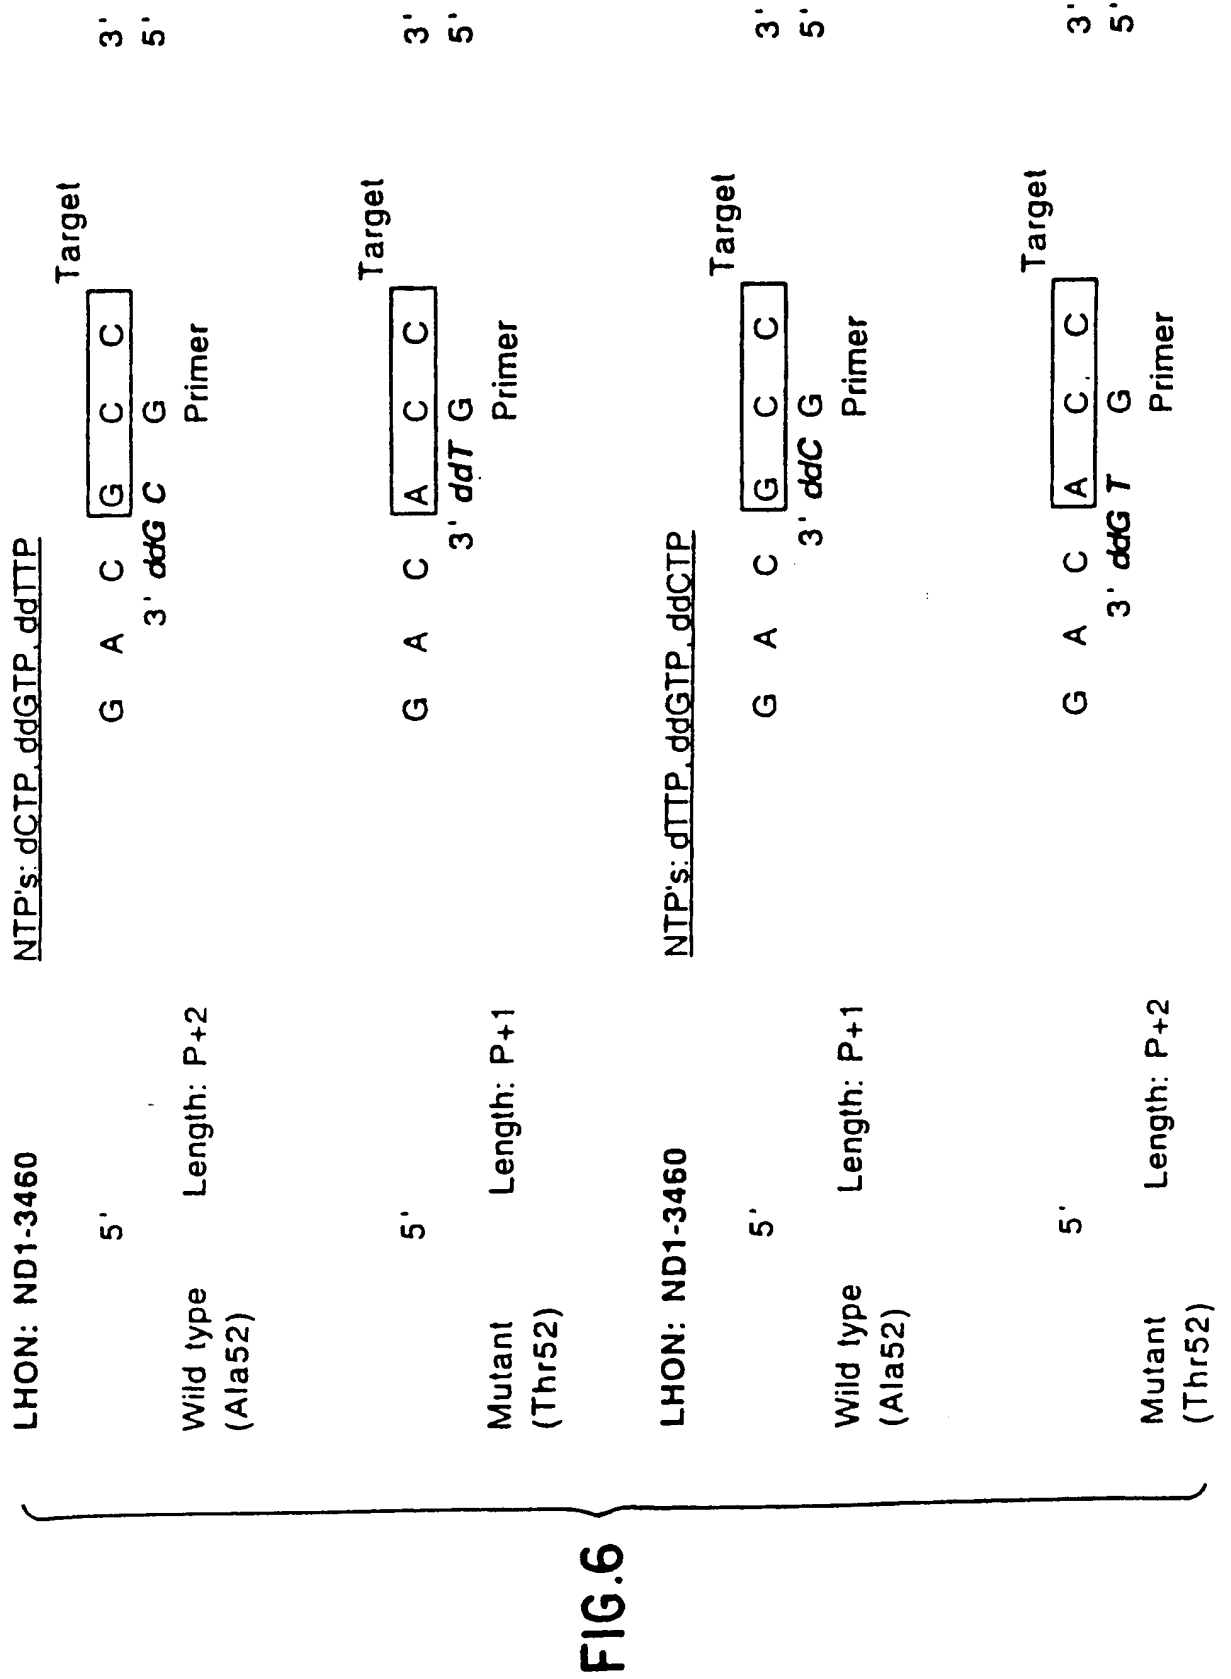 LHON: ND1-3460 NTP's: dCTP, ddGTP, ddTTP
Target
5' G A C G C C 3'
3' ddG C G 5'
Wild type Length: P+2 Primer
(Ala52)
Target
5' G A C A C C 3'
3' ddT G 5'
Mutant Length: P+1 Primer
(Thr52)
LHON: ND1-3460 NTP's: dTTP, ddGTP, ddCTP
Target
5' G A C G C C 3'
3' ddC G 5'
Wild type Length: P+1 Primer
(Ala52)
Target
5' G A C A C C 3'
3' ddG T G 5'
Mutant Length: P+2 Primer
(Thr52)
FIG.6